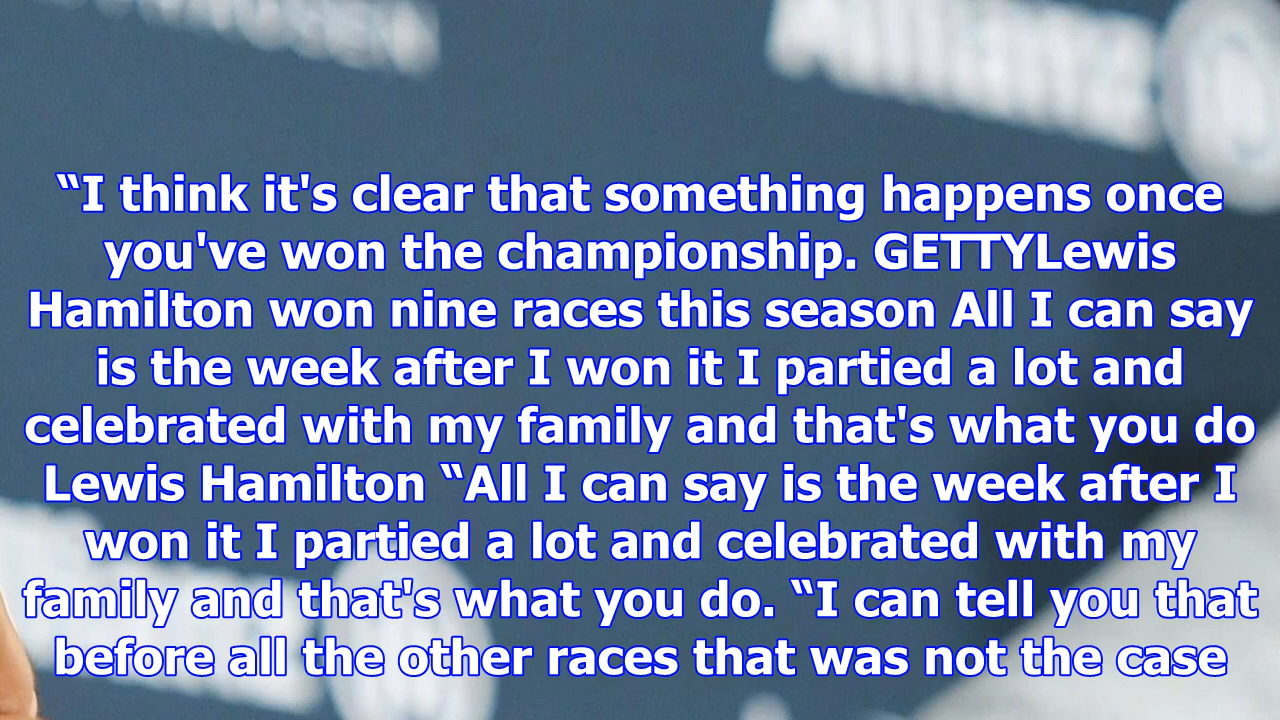 Allianz
“I think it's clear that something happens once
you've won the championship. GETTYLewis
Hamilton won nine races this season All I can say
is the week after I won it I partied a lot and
celebrated with my family and that's what you do
Lewis Hamilton “All I can say is the week after I
won it I partied a lot and celebrated with my
family and that's what you do. “I can tell you that
before all the other races that was not the case